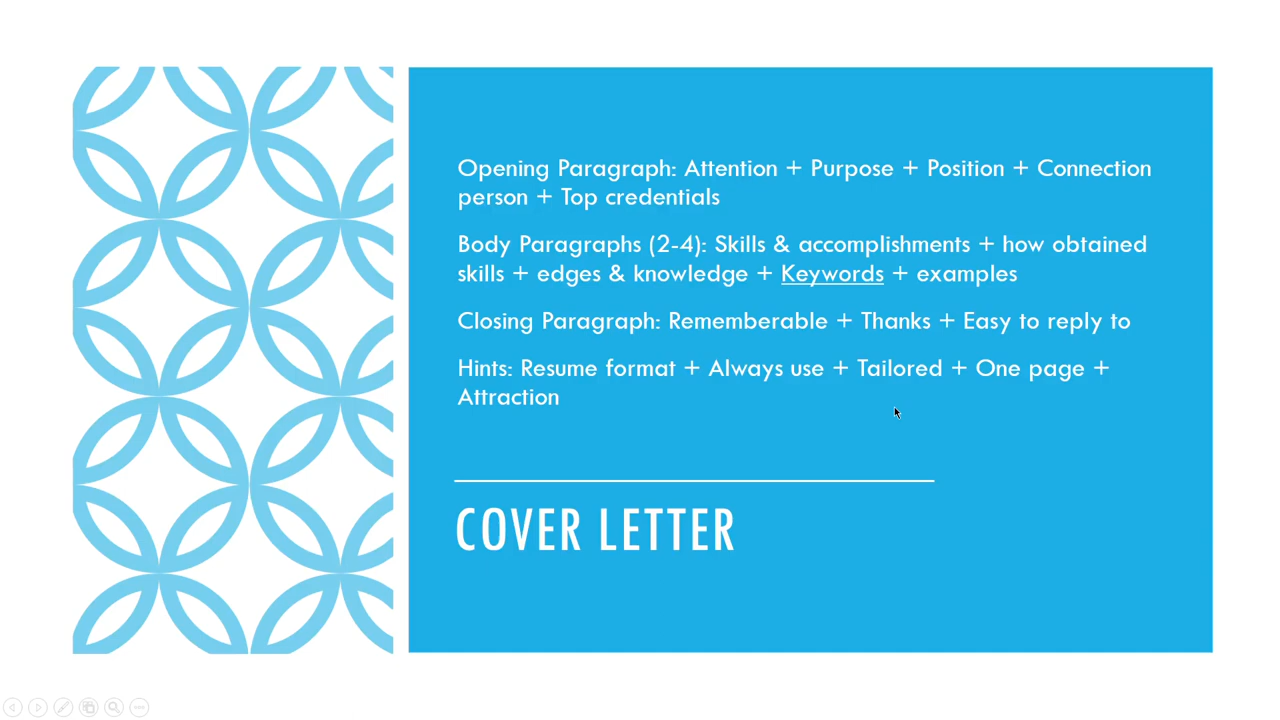 Opening Paragraph: Attention + Purpose + Position + Connection
person + Top credentials
Body Paragraphs (2-4): Skills & accomplishments + how obtained
skills + edges & knowledge + Keywords + examples
Closing Paragraph: Rememberable + Thanks + Easy to reply to
Hints: Resume format + Always use + Tailored + One page +
Attraction
COVER LETTER